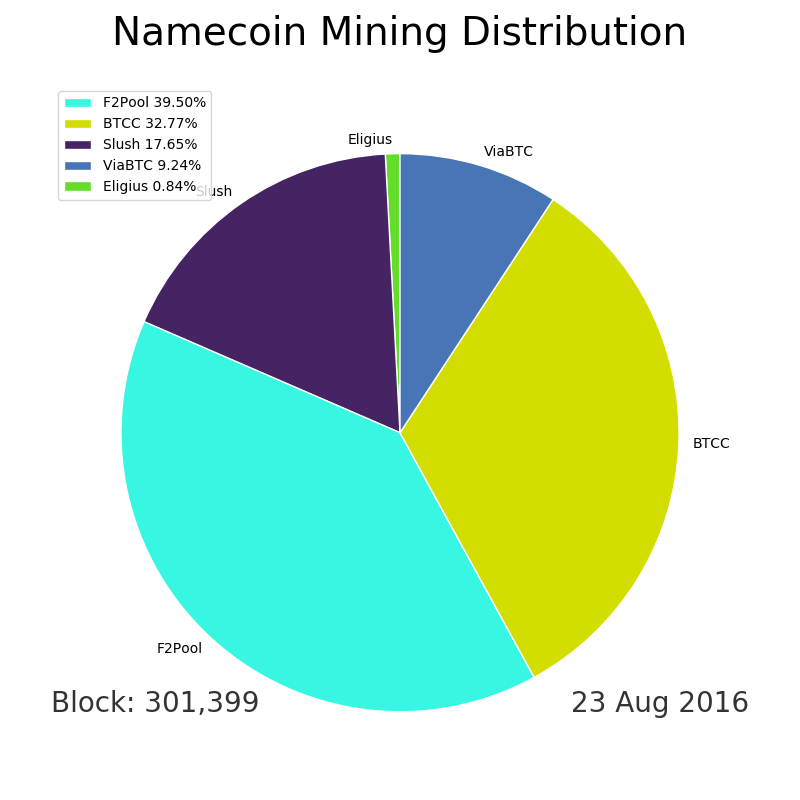 Namecoin Mining Distribution
F2Pool 39.50%
BTCC 32.77%
Slush 17.65%
ViaBTC 9.24%
Eligius 0.84%
Eligius
ViaBTC
Slush
BTCC
F2Pool
Block: 301,399
23 Aug 2016